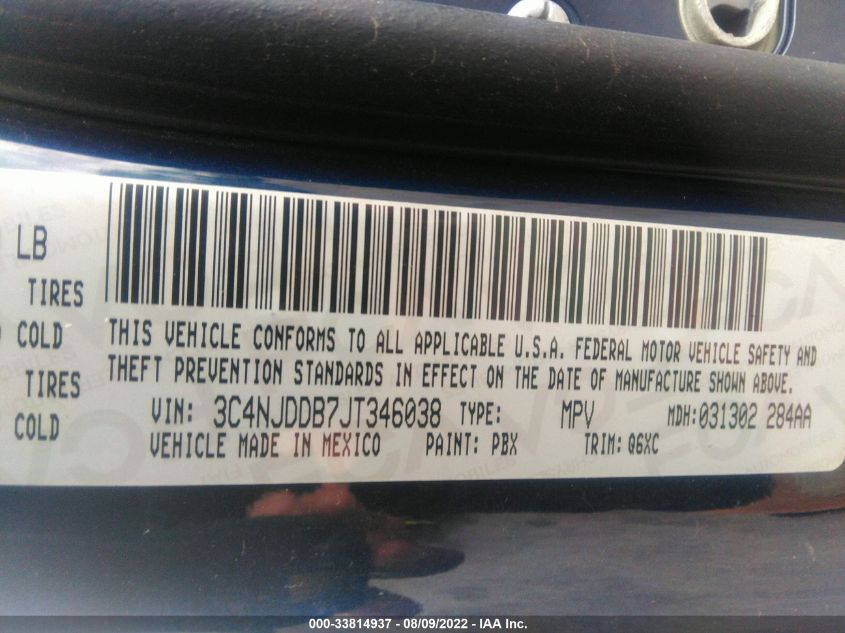 LB
TIRES
COLD
TIRES
COLD
THIS VEHICLE CONFORMS TO ALL APPLICABLE U.S.A. FEDERAL MOTOR VEHICLE SAFETY AND
THEFT PREVENTION STANDARDS IN EFFECT ON THE DATE OF MANUFACTURE SHOWN ABOVE.
VIN: 3C4NJDDB7JT346038 TYPE: MPV MDH:031302 284AA
VEHICLE MADE IN MEXICO PAINT: PBX TRIM: Q6XC
000-33814937 - 08/09/2022 - IAA Inc.